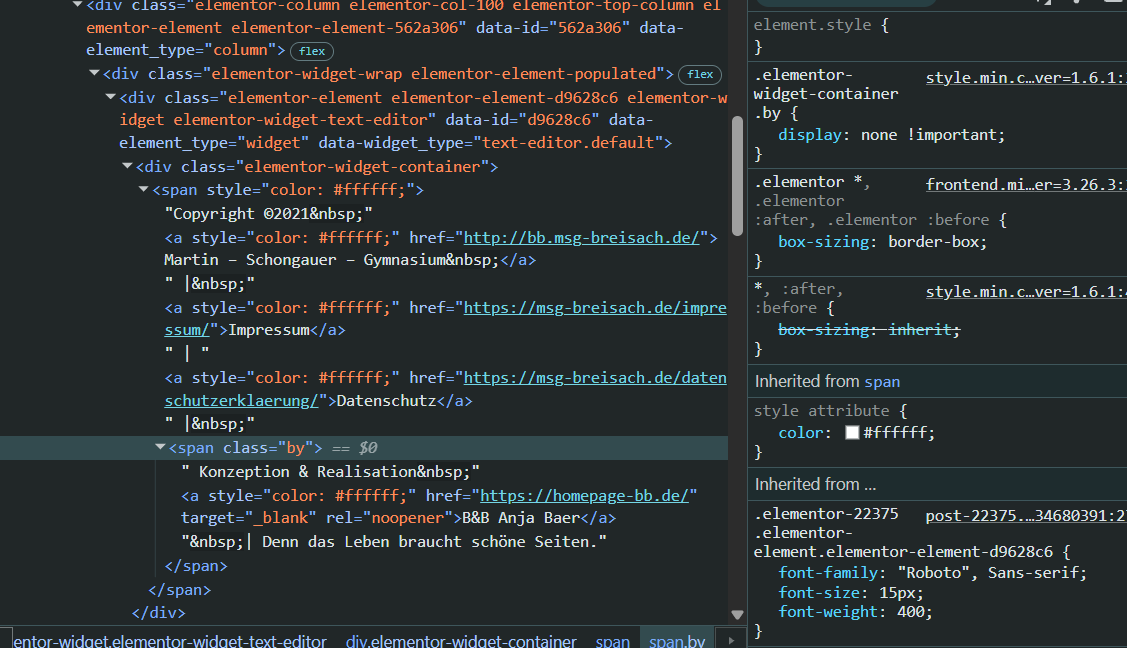 <div class="elementor-column elementor-col-100 elementor-top-column el
ementor-element elementor-element-562a306" data-id="562a306" data-
element_type="column"> flex
<div class="elementor-widget-wrap elementor-element-populated"> flex
<div class="elementor-element elementor-element-d9628c6 elementor-w
idget elementor-widget-text-editor" data-id="d9628c6" data-
element_type="widget" data-widget_type="text-editor.default">
<div class="elementor-widget-container">
<span style="color: #ffffff;">
"Copyright ©2021&nbsp;"
<a style="color: #ffffff;" href="http://bb.msg-breisach.de/">
Martin – Schongauer – Gymnasium&nbsp;</a>
" |&nbsp;"
<a style="color: #ffffff;" href="https://msg-breisach.de/impre
ssum/">Impressum</a>
" | "
<a style="color: #ffffff;" href="https://msg-breisach.de/daten
schutzerklaerung/">Datenschutz</a>
" |&nbsp;"
<span class="by"> == $0
" Konzeption & Realisation&nbsp;"
<a style="color: #ffffff;" href="https://homepage-bb.de/"
target="_blank" rel="noopener">B&B Anja Baer</a>
"&nbsp;| Denn das Leben braucht schöne Seiten."
</span>
</span>
</div>
entor-widget.elementor-widget-text-editor div.elementor-widget-container span span.by
element.style {
}
.elementor- style.min.c…ver=1.6.1:
widget-container
.by {
display: none !important;
}
.elementor *, frontend.mi…er=3.26.3:
.elementor
:after, .elementor :before {
box-sizing: border-box;
}
*, :after, style.min.c…ver=1.6.1:
:before {
box-sizing: inherit;
}
Inherited from span
style attribute {
color: #ffffff;
}
Inherited from ...
.elementor-22375 post-22375.…34680391:2
.elementor-
element.elementor-element-d9628c6 {
font-family: "Roboto", Sans-serif;
font-size: 15px;
font-weight: 400;
}